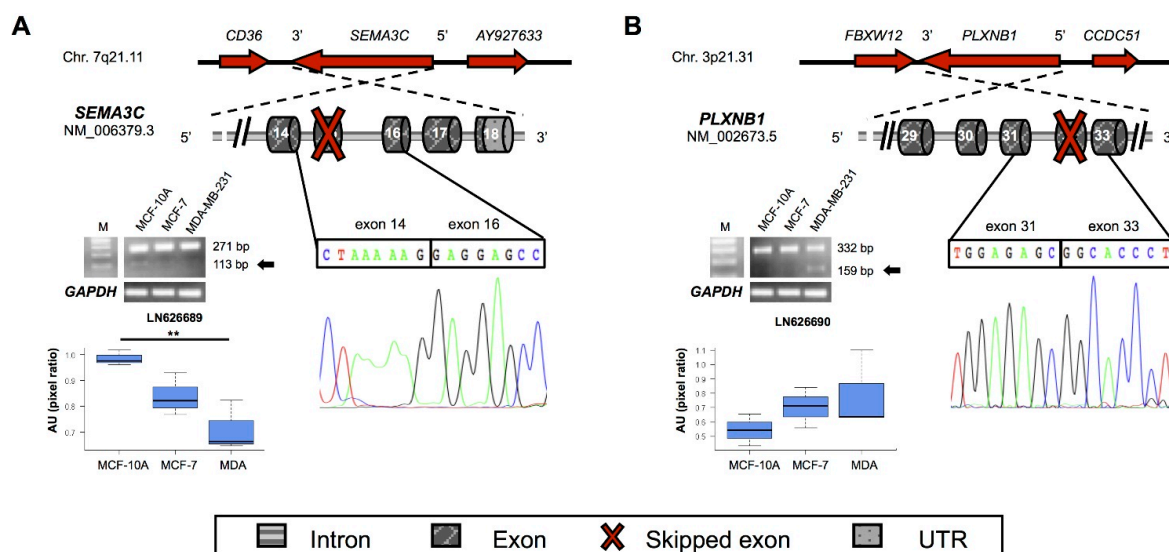 A
CD36 3' SEMA3C 5' AY927633
Chr. 7q21.11
SEMA3C
NM_006379.3
5' 14 16 17 18 3'
M MCF-10A MCF-7 MDA-MB-231
271 bp
113 bp
GAPDH
LN626689
exon 14 exon 16
C T A A A A A G G A G G A G C C
**
AU (pixel ratio)
1.0
0.9
0.8
0.7
MCF-10A MCF-7 MDA
B
FBXW12 3' PLXNB1 5' CCDC51
Chr. 3p21.31
PLXNB1
NM_002673.5
5' 29 30 31 33 3'
M MCF-10A MCF-7 MDA-MB-231
332 bp
159 bp
GAPDH
LN626690
exon 31 exon 33
T G G A G A G C G G C A C C C T
AU (pixel ratio)
1.1
1.0
0.9
0.8
0.7
0.6
0.5
MCF-10A MCF-7 MDA
Intron Exon Skipped exon UTR